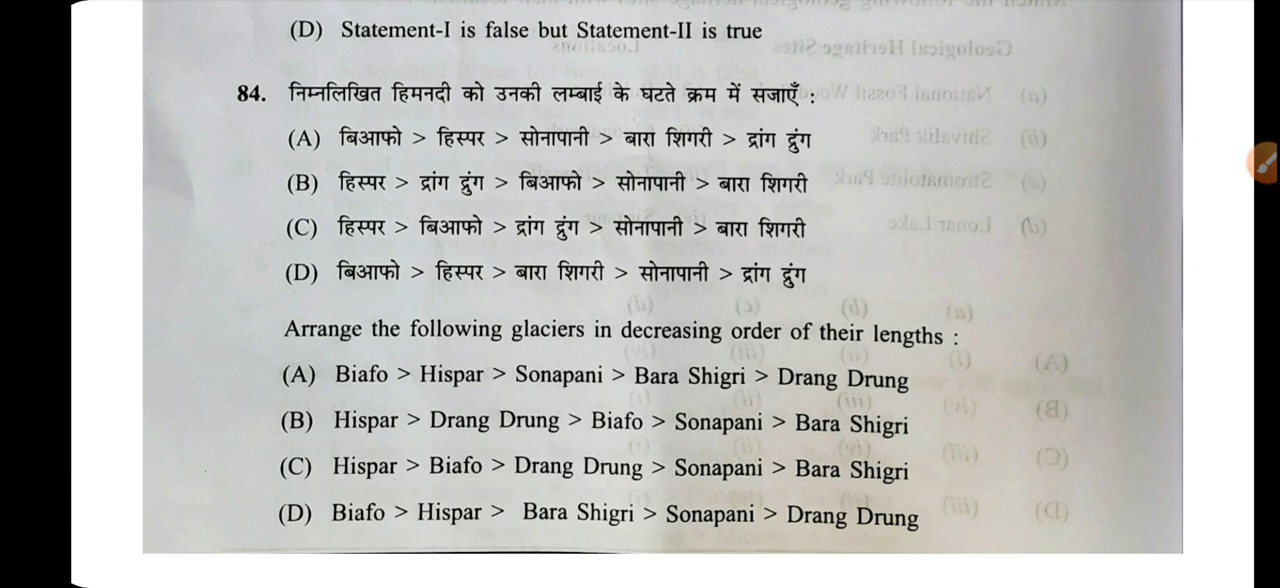 (D) Statement-I is false but Statement-II is true
84. निम्नलिखित हिमनदी को उनकी लम्बाई के घटते क्रम में सजाएँ :
(A) बिआफो > हिस्पर > सोनापानी > बारा शिगरी > द्रांग द्रुंग
(B) हिस्पर > द्रांग द्रुंग > बिआफो > सोनापानी > बारा शिगरी
(C) हिस्पर > बिआफो > द्रांग द्रुंग > सोनापानी > बारा शिगरी
(D) बिआफो > हिस्पर > बारा शिगरी > सोनापानी > द्रांग द्रुंग
Arrange the following glaciers in decreasing order of their lengths :
(A) Biafo > Hispar > Sonapani > Bara Shigri > Drang Drung
(B) Hispar > Drang Drung > Biafo > Sonapani > Bara Shigri
(C) Hispar > Biafo > Drang Drung > Sonapani > Bara Shigri
(D) Biafo > Hispar > Bara Shigri > Sonapani > Drang Drung